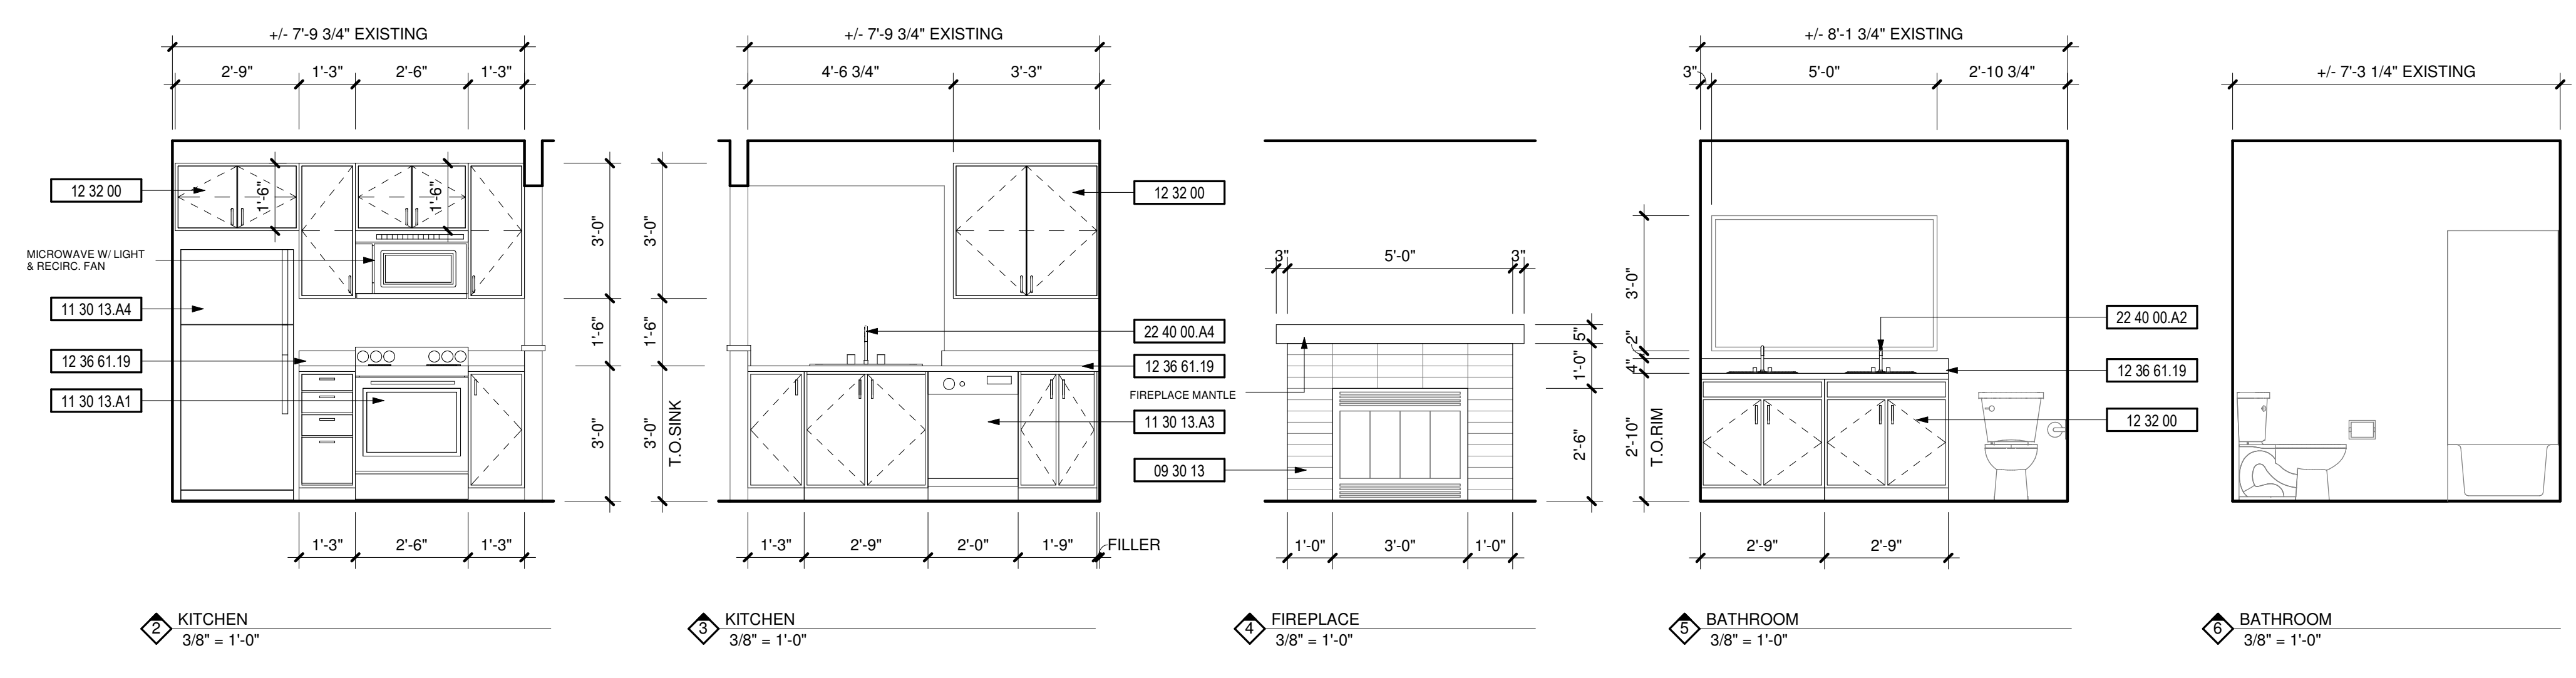 +/- 7'-9 3/4" EXISTING
2'-9" 1'-3" 2'-6" 1'-3"
12 32 00
1'-6"
1'-6"
MICROWAVE W/ LIGHT
& RECIRC. FAN
11 30 13.A4
12 36 61.19
11 30 13.A1
3'-0"
1'-6"
3'-0"
1'-3" 2'-6" 1'-3"
2 KITCHEN
3/8" = 1'-0"
+/- 7'-9 3/4" EXISTING
4'-6 3/4" 3'-3"
3'-0"
1'-6"
3'-0"
T.O.SINK
12 32 00
22 40 00.A4
12 36 61.19
11 30 13.A3
1'-3" 2'-9" 2'-0" 1'-9" FILLER
3 KITCHEN
3/8" = 1'-0"
3" 5'-0" 3"
5"
1'-0"
2'-6"
FIREPLACE MANTLE
09 30 13
1'-0" 3'-0" 1'-0"
4 FIREPLACE
3/8" = 1'-0"
+/- 8'-1 3/4" EXISTING
3" 5'-0" 2'-10 3/4"
3'-0"
2"
4"
2'-10"
T.O.RIM
22 40 00.A2
12 36 61.19
12 32 00
2'-9" 2'-9"
5 BATHROOM
3/8" = 1'-0"
+/- 7'-3 1/4" EXISTING
6 BATHROOM
3/8" = 1'-0"